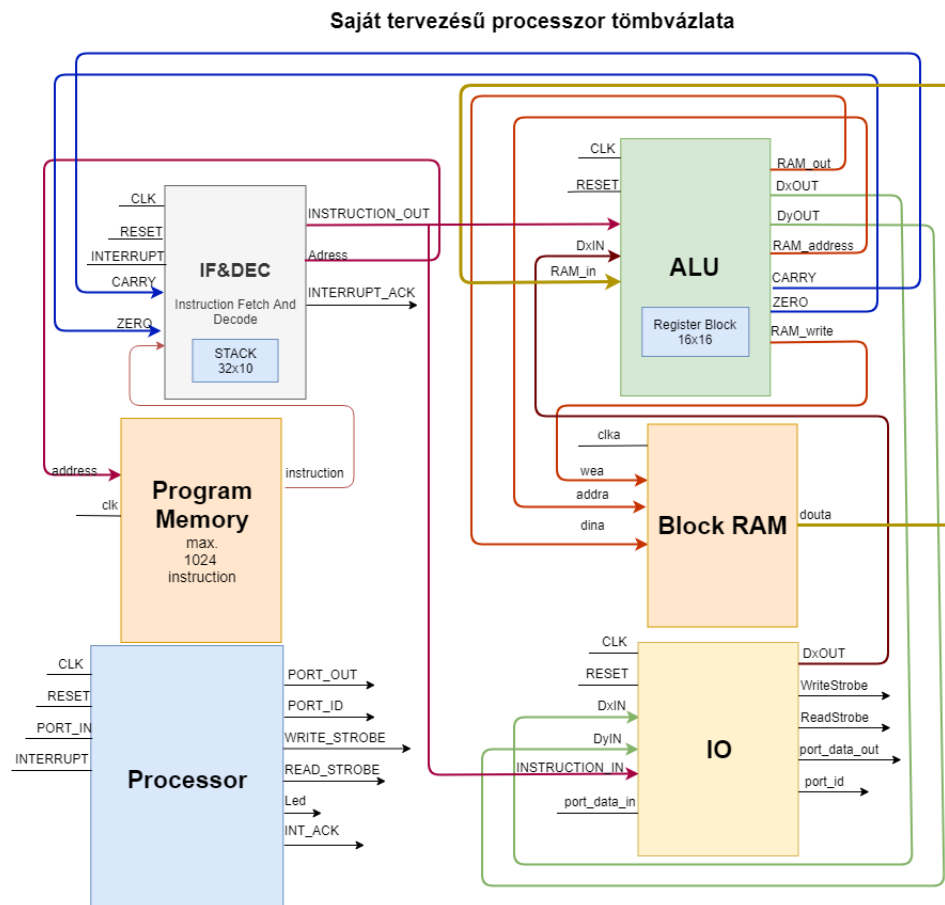 Saját tervezésű processzor tömbvázlata
CLK
RESET
INTERRUPT
CARRY
ZERO
IF&DEC
Instruction Fetch And
Decode
STACK
32x10
INSTRUCTION_OUT
Adress
INTERRUPT_ACK
CLK
RESET
DxIN
RAM_in
ALU
Register Block
16x16
RAM_out
DxOUT
DyOUT
RAM_address
CARRY
ZERO
RAM_write
address
clk
Program
Memory
max.
1024
instruction
instruction
clka
wea
addra
dina
Block RAM
douta
CLK
RESET
PORT_IN
INTERRUPT
Processor
PORT_OUT
PORT_ID
WRITE_STROBE
READ_STROBE
Led
INT_ACK
CLK
RESET
DxIN
DyIN
INSTRUCTION_IN
port_data_in
IO
DxOUT
WriteStrobe
ReadStrobe
port_data_out
port_id